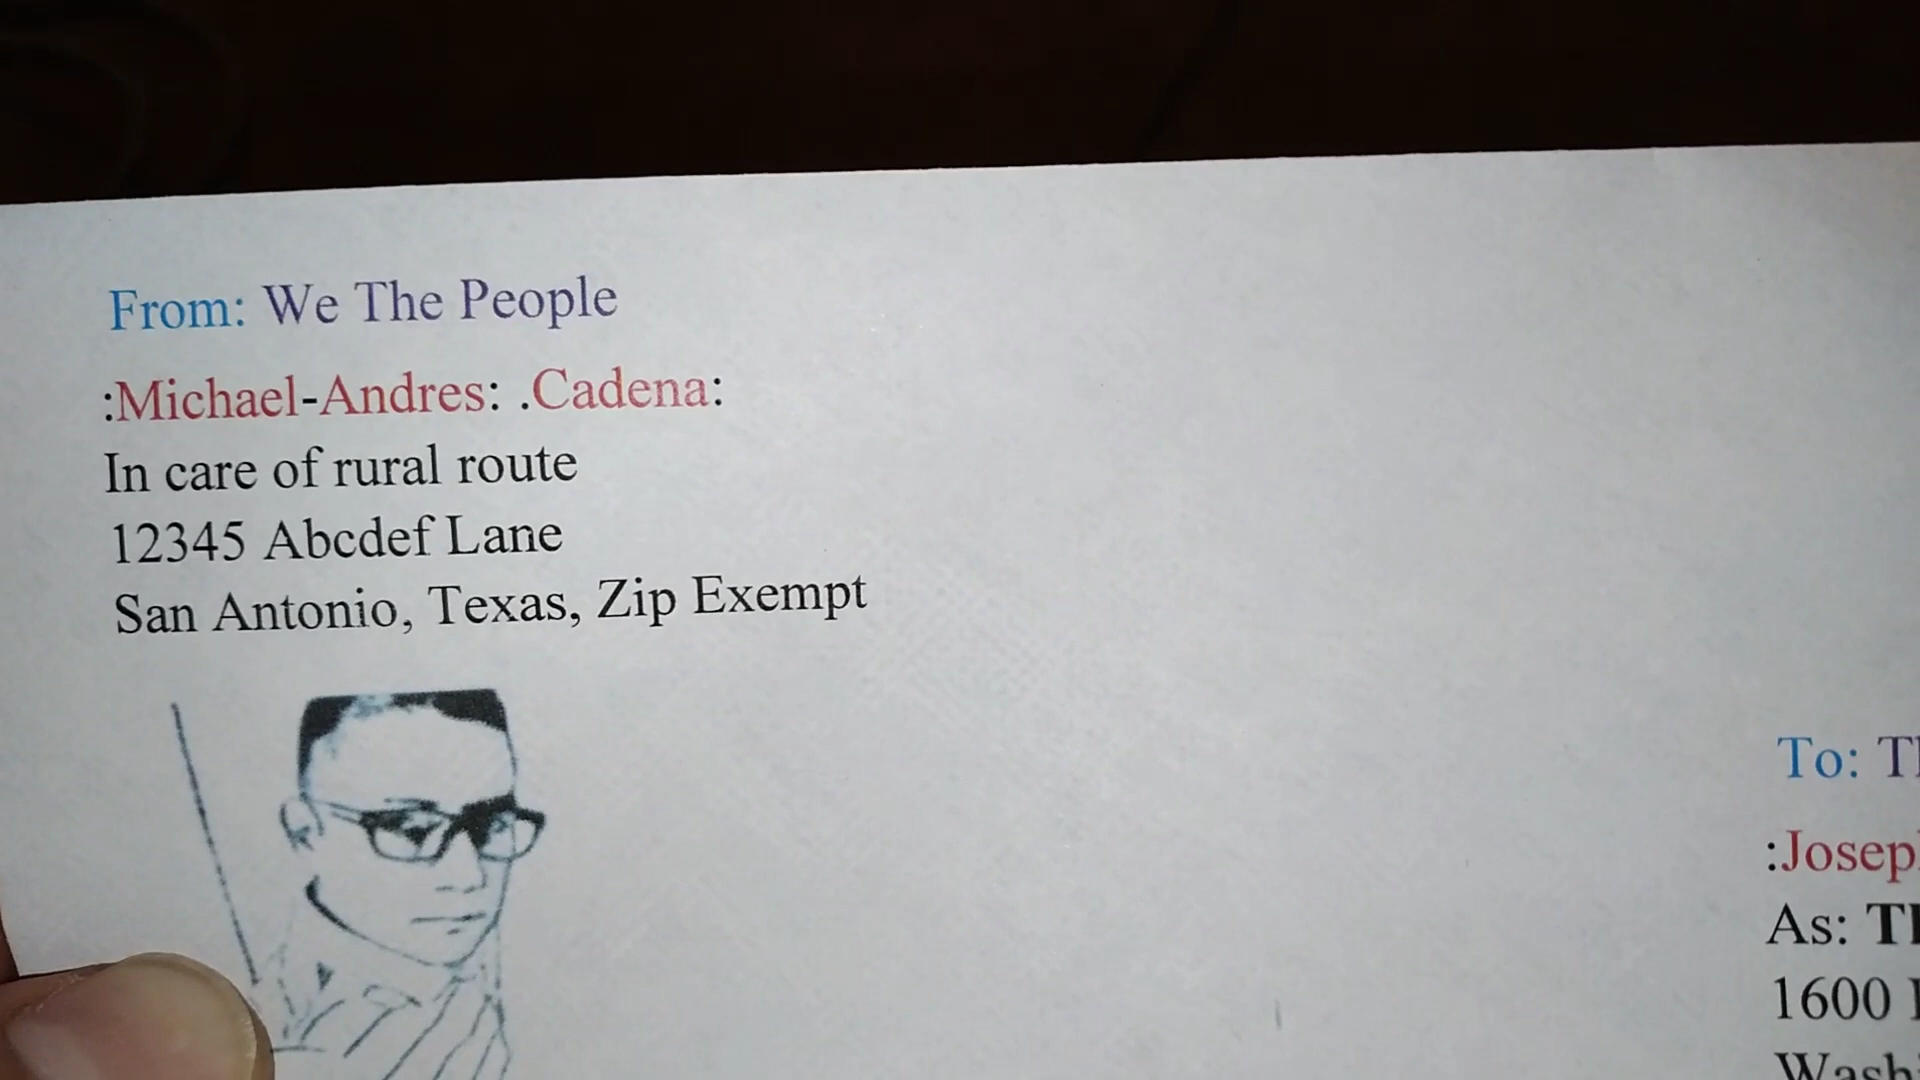 From: We The People
:Michael-Andres: .Cadena:
In care of rural route
12345 Abcdef Lane
San Antonio, Texas, Zip Exempt
To:
As:
1600